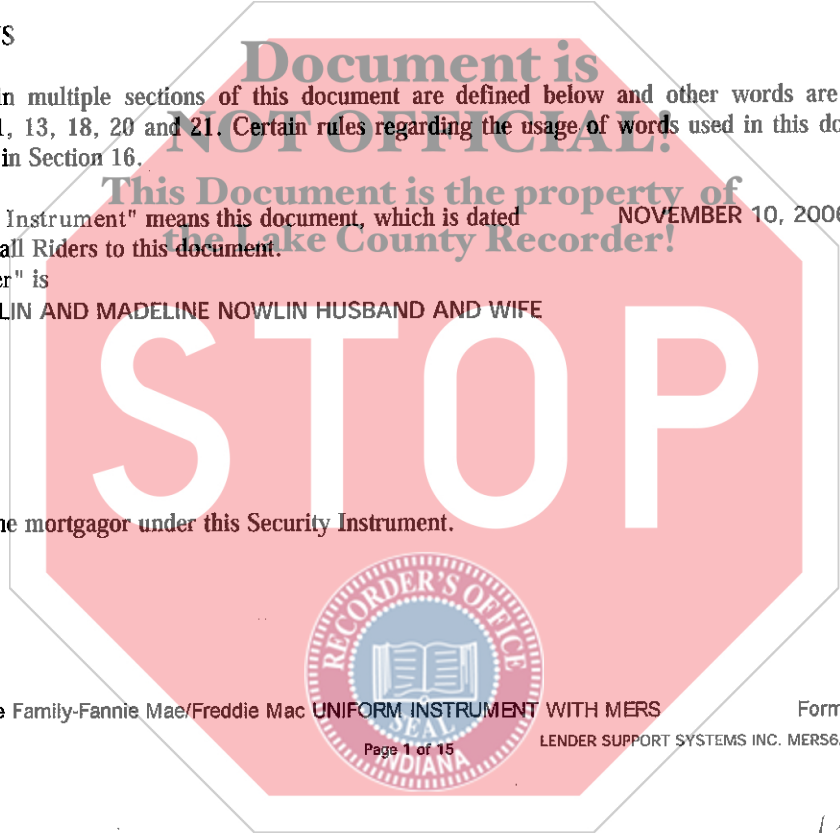 Document is
in multiple sections of this document are defined below and other words are
, 13, 18, 20 and 21. Certain rules regarding the usage of words used in this
NOT OFFICIAL!
in Section 16.
This Document is the property of
Instrument" means this document, which is dated NOVEMBER 10, 2006
the Lake County Recorder!
all Riders to this document.
er" is
LIN AND MADELINE NOWLIN HUSBAND AND WIFE
STOP
he mortgagor under this Security Instrument.
RECORDER'S OFFICE
e Family-Fannie Mae/Freddie Mac UNIFORM INSTRUMENT WITH MERS Form
SEAL
LENDER SUPPORT SYSTEMS INC. MERS6
Page 1 of 15
INDIANA